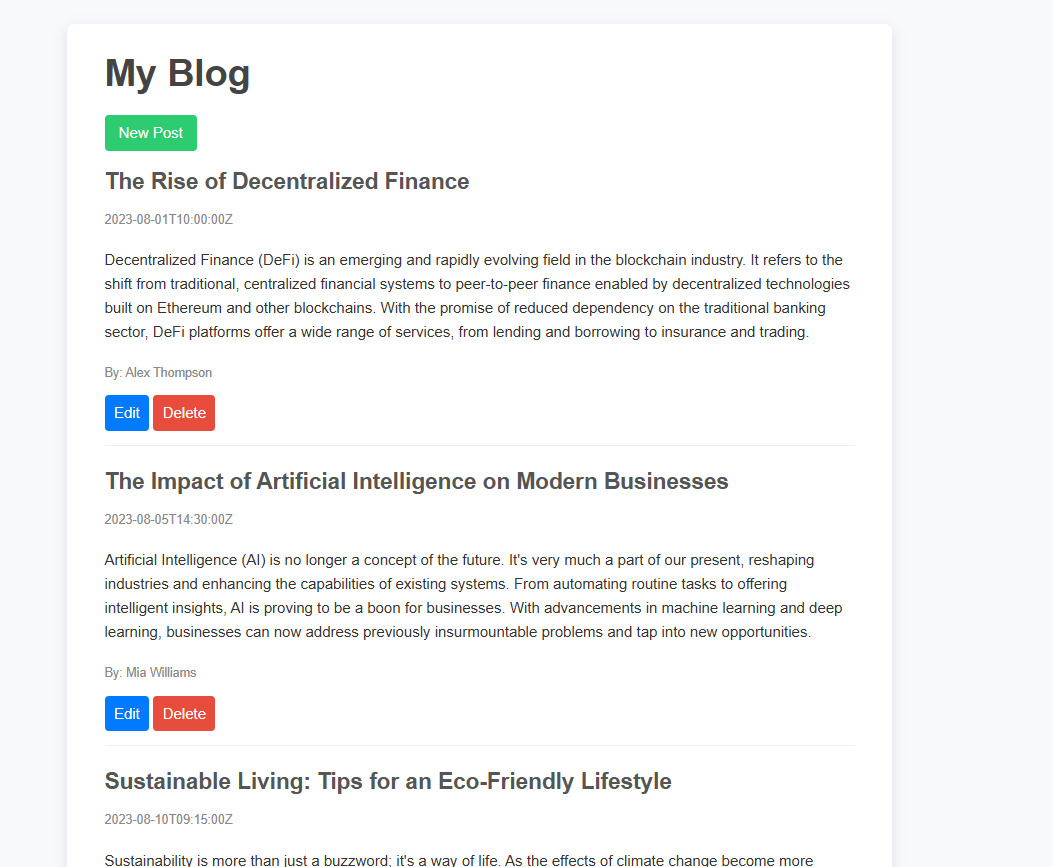 My Blog
New Post
The Rise of Decentralized Finance
2023-08-01T10:00:00Z
Decentralized Finance (DeFi) is an emerging and rapidly evolving field in the blockchain industry. It refers to the
shift from traditional, centralized financial systems to peer-to-peer finance enabled by decentralized technologies
built on Ethereum and other blockchains. With the promise of reduced dependency on the traditional banking
sector, DeFi platforms offer a wide range of services, from lending and borrowing to insurance and trading.
By: Alex Thompson
Edit Delete
The Impact of Artificial Intelligence on Modern Businesses
2023-08-05T14:30:00Z
Artificial Intelligence (AI) is no longer a concept of the future. It's very much a part of our present, reshaping
industries and enhancing the capabilities of existing systems. From automating routine tasks to offering
intelligent insights, AI is proving to be a boon for businesses. With advancements in machine learning and deep
learning, businesses can now address previously insurmountable problems and tap into new opportunities.
By: Mia Williams
Edit Delete
Sustainable Living: Tips for an Eco-Friendly Lifestyle
2023-08-10T09:15:00Z
Sustainability is more than just a buzzword; it's a way of life. As the effects of climate change become more